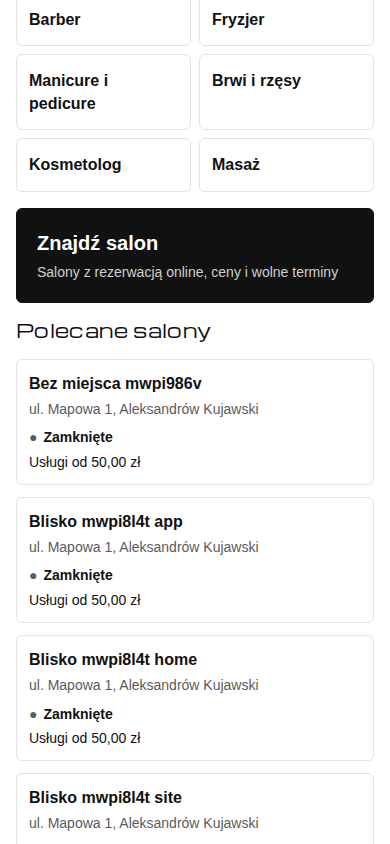 Barber
Fryzjer
Manicure i
pedicure
Brwi i rzęsy
Kosmetolog
Masaż
Znajdź salon
Salony z rezerwacją online, ceny i wolne terminy
Polecane salony
Bez miejsca mwpi986v
ul. Mapowa 1, Aleksandrów Kujawski
● Zamknięte
Usługi od 50,00 zł
Blisko mwpi8l4t app
ul. Mapowa 1, Aleksandrów Kujawski
● Zamknięte
Usługi od 50,00 zł
Blisko mwpi8l4t home
ul. Mapowa 1, Aleksandrów Kujawski
● Zamknięte
Usługi od 50,00 zł
Blisko mwpi8l4t site
ul. Mapowa 1, Aleksandrów Kujawski